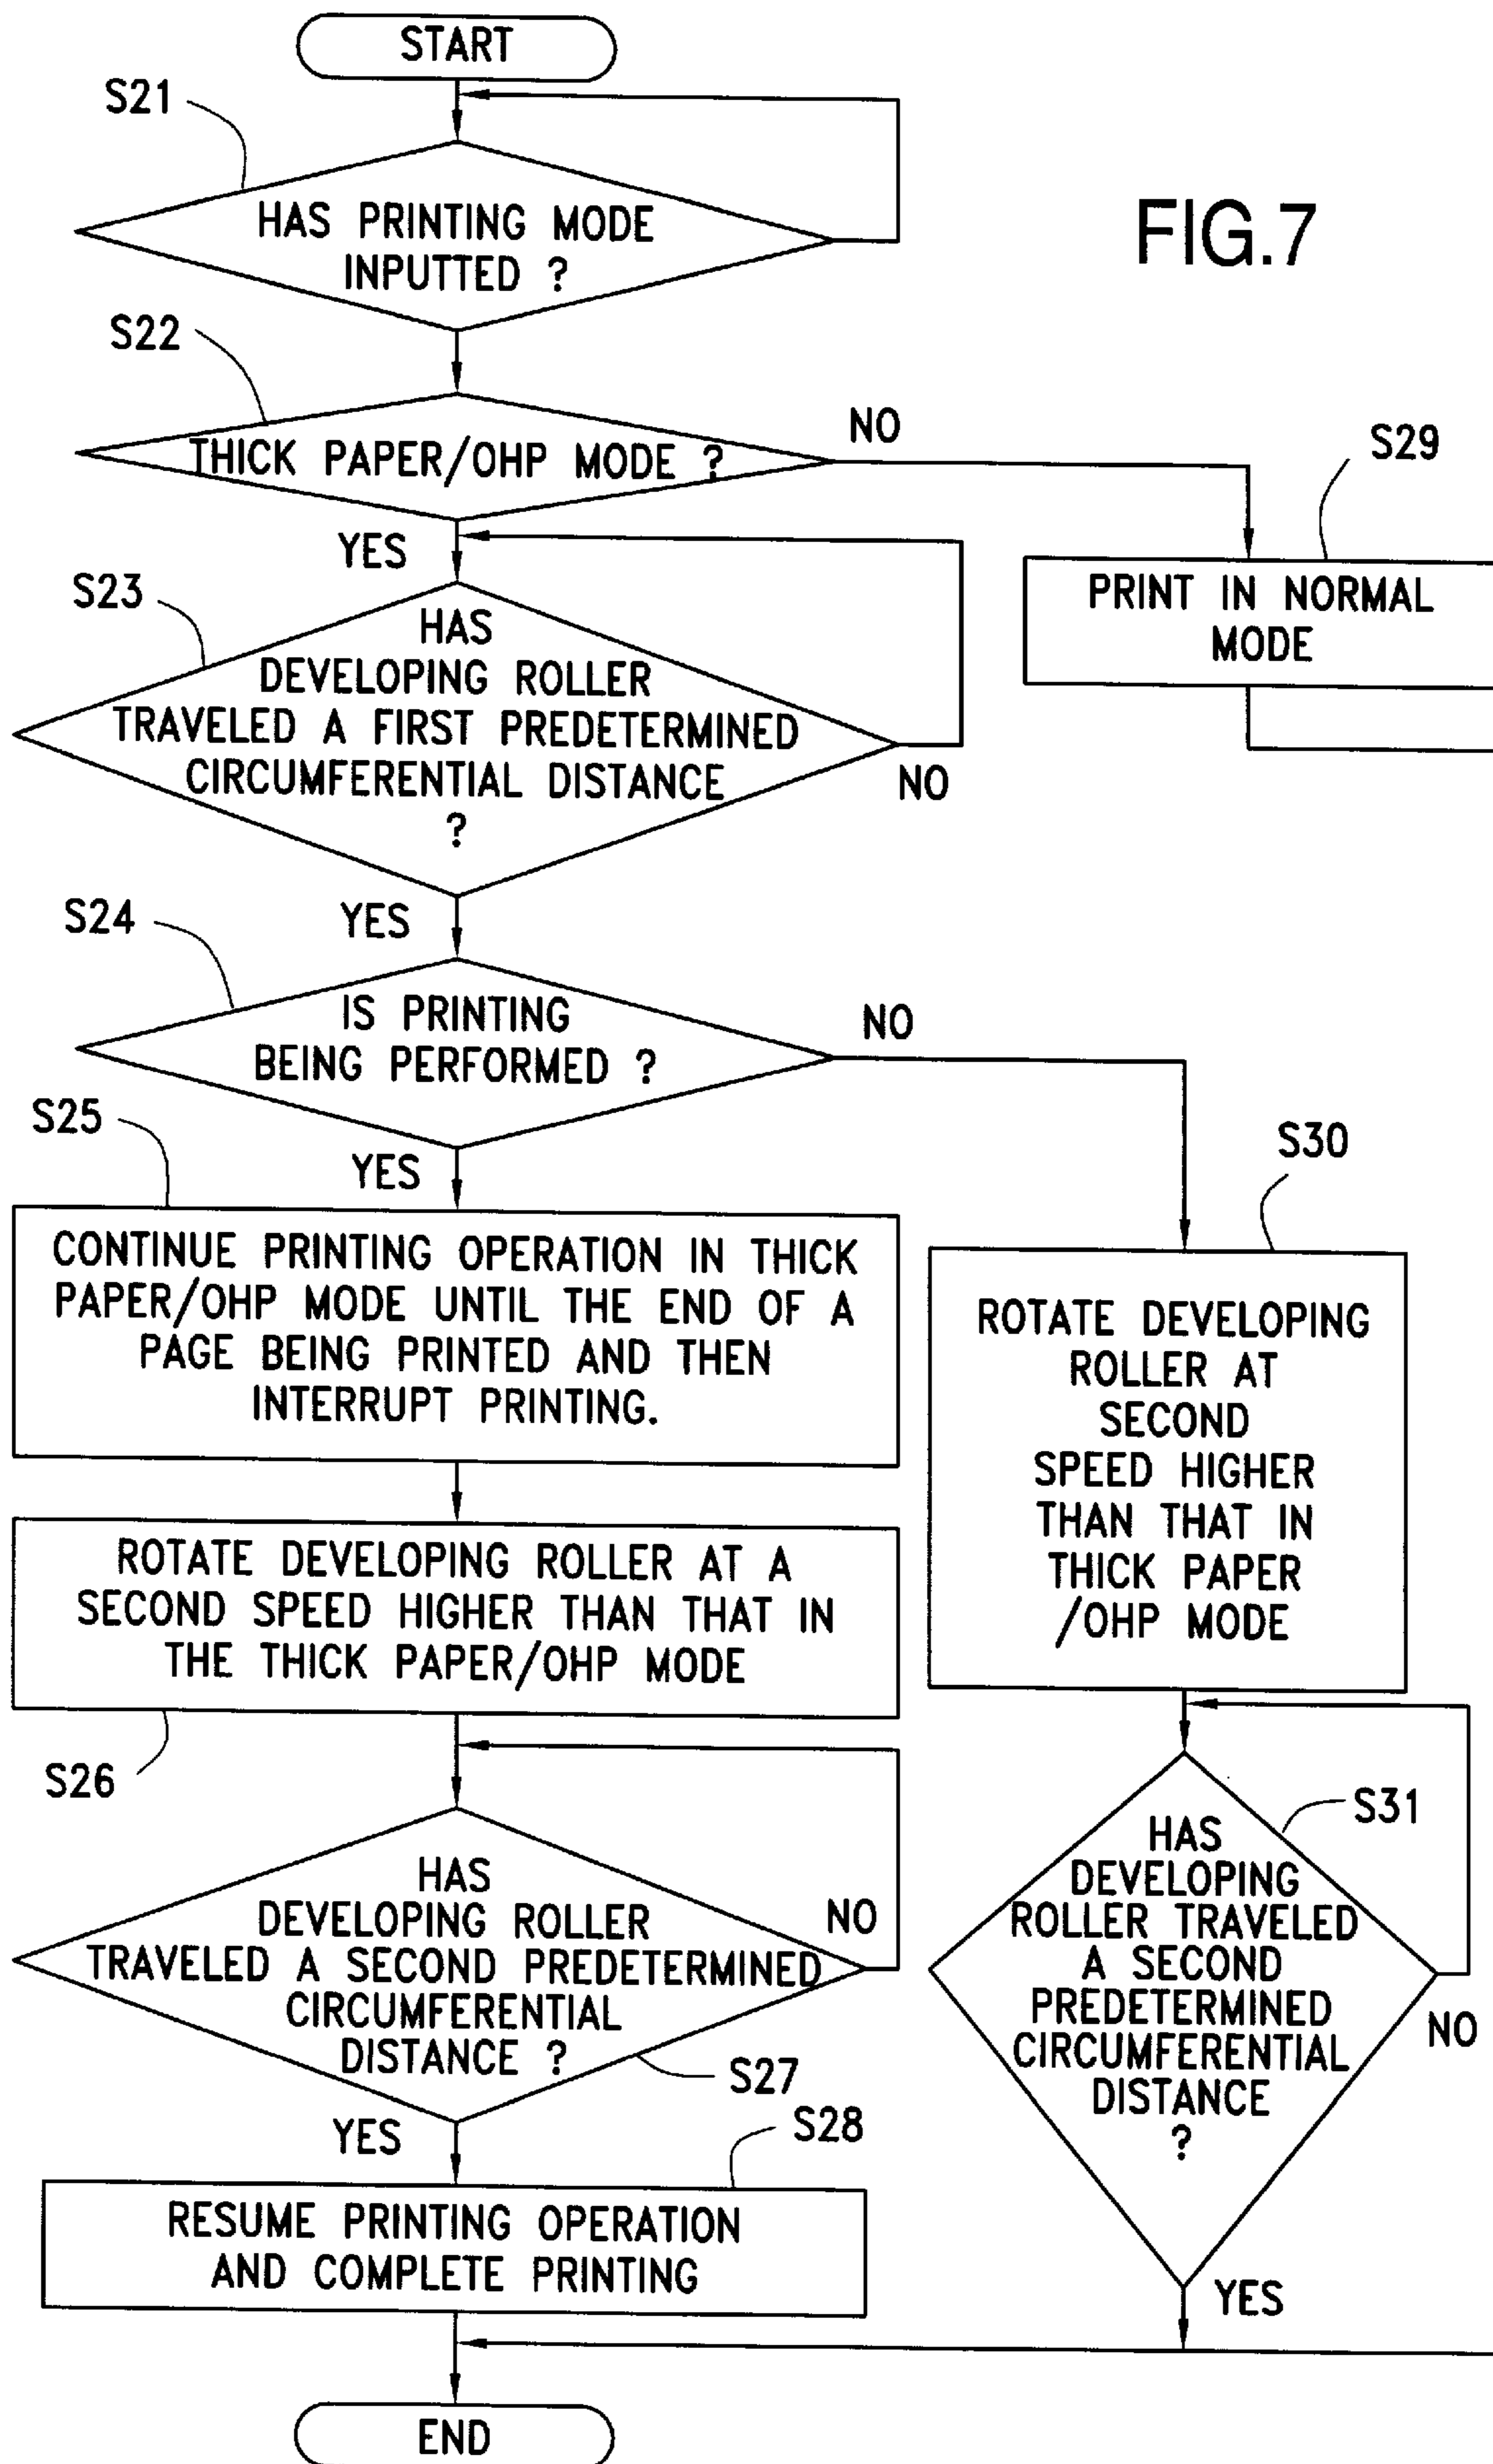 START
S21
HAS PRINTING MODE
INPUTTED ?
FIG.7
S22
THICK PAPER/OHP MODE ?
NO
S29
YES
PRINT IN NORMAL
MODE
S23
HAS
DEVELOPING ROLLER
TRAVELED A FIRST PREDETERMINED
CIRCUMFERENTIAL DISTANCE
?
NO
YES
S24
IS PRINTING
BEING PERFORMED ?
NO
S25
YES
S30
CONTINUE PRINTING OPERATION IN THICK
PAPER/OHP MODE UNTIL THE END OF A
PAGE BEING PRINTED AND THEN
INTERRUPT PRINTING.
ROTATE DEVELOPING
ROLLER AT
SECOND
SPEED HIGHER
THAN THAT IN
THICK PAPER
/OHP MODE
ROTATE DEVELOPING ROLLER AT A
SECOND SPEED HIGHER THAN THAT IN
THE THICK PAPER/OHP MODE
S26
S31
HAS
DEVELOPING
ROLLER TRAVELED
A SECOND
PREDETERMINED
CIRCUMFERENTIAL
DISTANCE
?
NO
HAS
DEVELOPING ROLLER
TRAVELED A SECOND PREDETERMINED
CIRCUMFERENTIAL
DISTANCE ?
NO
S27
YES
S28
RESUME PRINTING OPERATION
AND COMPLETE PRINTING
YES
END